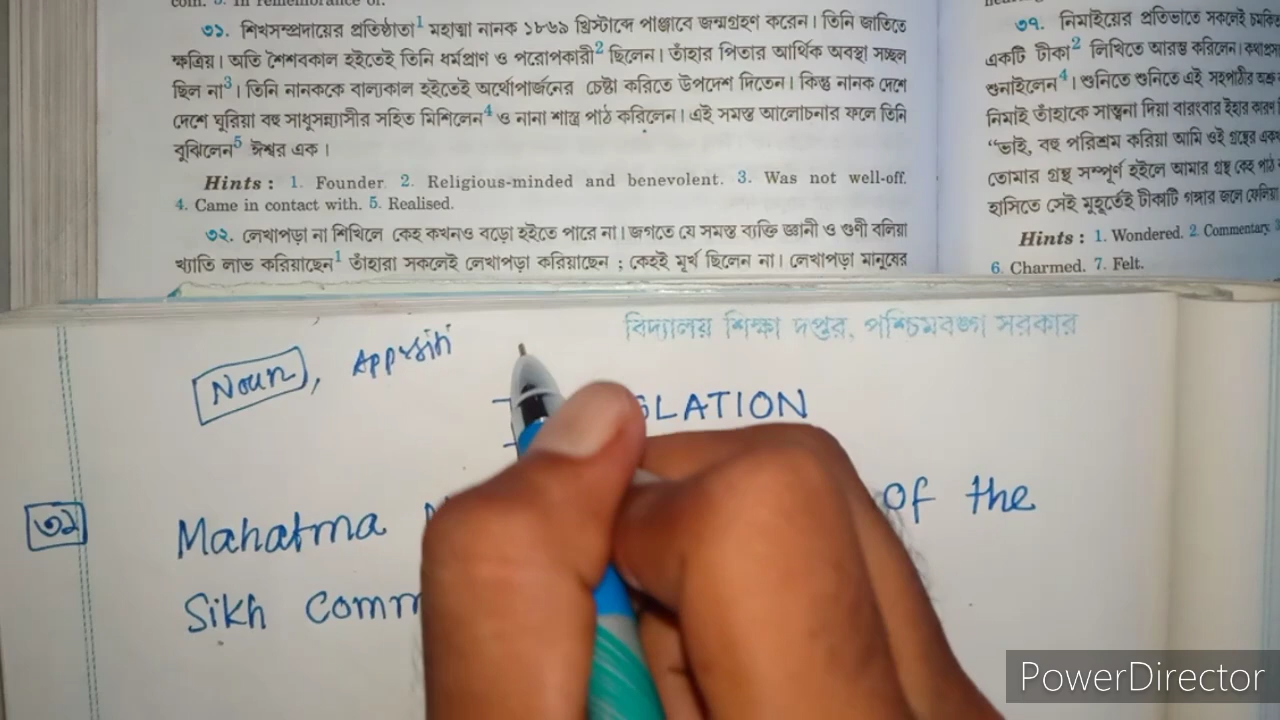 com. 5. In remembrance of.
৩১. শিখসম্প্রদায়ের প্রতিষ্ঠাতা1 মহাত্মা নানক ১৮৬৯ খ্রিস্টাব্দে পাঞ্জাবে জন্মগ্রহণ করেন। তিনি জাতিতে
ক্ষত্রিয়। অতি শৈশবকাল হইতেই তিনি ধর্মপ্রাণ ও পরোপকারী2 ছিলেন। তাঁহার পিতার আর্থিক অবস্থা সচ্ছল
ছিল না3। তিনি নানককে বাল্যকাল হইতেই অর্থোপার্জনের চেষ্টা করিতে উপদেশ দিতেন। কিন্তু নানক দেশে
দেশে ঘুরিয়া বহু সাধুসন্ন্যাসীর সহিত মিশিলেন4 ও নানা শাস্ত্র পাঠ করিলেন। এই সমস্ত আলোচনার ফলে তিনি
বুঝিলেন5 ঈশ্বর এক।
Hints : 1. Founder 2. Religious-minded and benevolent. 3. Was not well-off.
4. Came in contact with. 5. Realised.
৩২. লেখাপড়া না শিখিলে কেহ কখনও বড়ো হইতে পারে না। জগতে যে সমস্ত ব্যক্তি জ্ঞানী ও গুণী বলিয়া
খ্যাতি লাভ করিয়াছেন1 তাঁহারা সকলেই লেখাপড়া করিয়াছেন ; কেহই মূর্খ ছিলেন না। লেখাপড়া মানুষের
৩৭. নিমাইয়ের প্রতিভাতে সকলেই
একটি টীকা2 লিখিতে আরম্ভ করিলেন।
শুনাইলেন4। শুনিতে শুনিতে এই সহপাঠীর
নিমাই তাঁহাকে সান্ত্বনা দিয়া বারংবার ইহার কারণ
“ভাই, বহু পরিশ্রম করিয়া আমি ওই গ্রন্থের
তোমার গ্রন্থ সম্পূর্ণ হইলে আমার গ্রন্থ কেহ পাঠ
হাসিতে সেই মুহূর্তেই টীকাটি গঙ্গার জলে
Hints : 1. Wondered. 2. Commentary.
6. Charmed. 7. Felt.
বিদ্যালয় শিক্ষা দপ্তর, পশ্চিমবঙ্গ সরকার
Noun, Appositi
SLATION
৩১ Mahatma of the
Sikh comm
PowerDirector